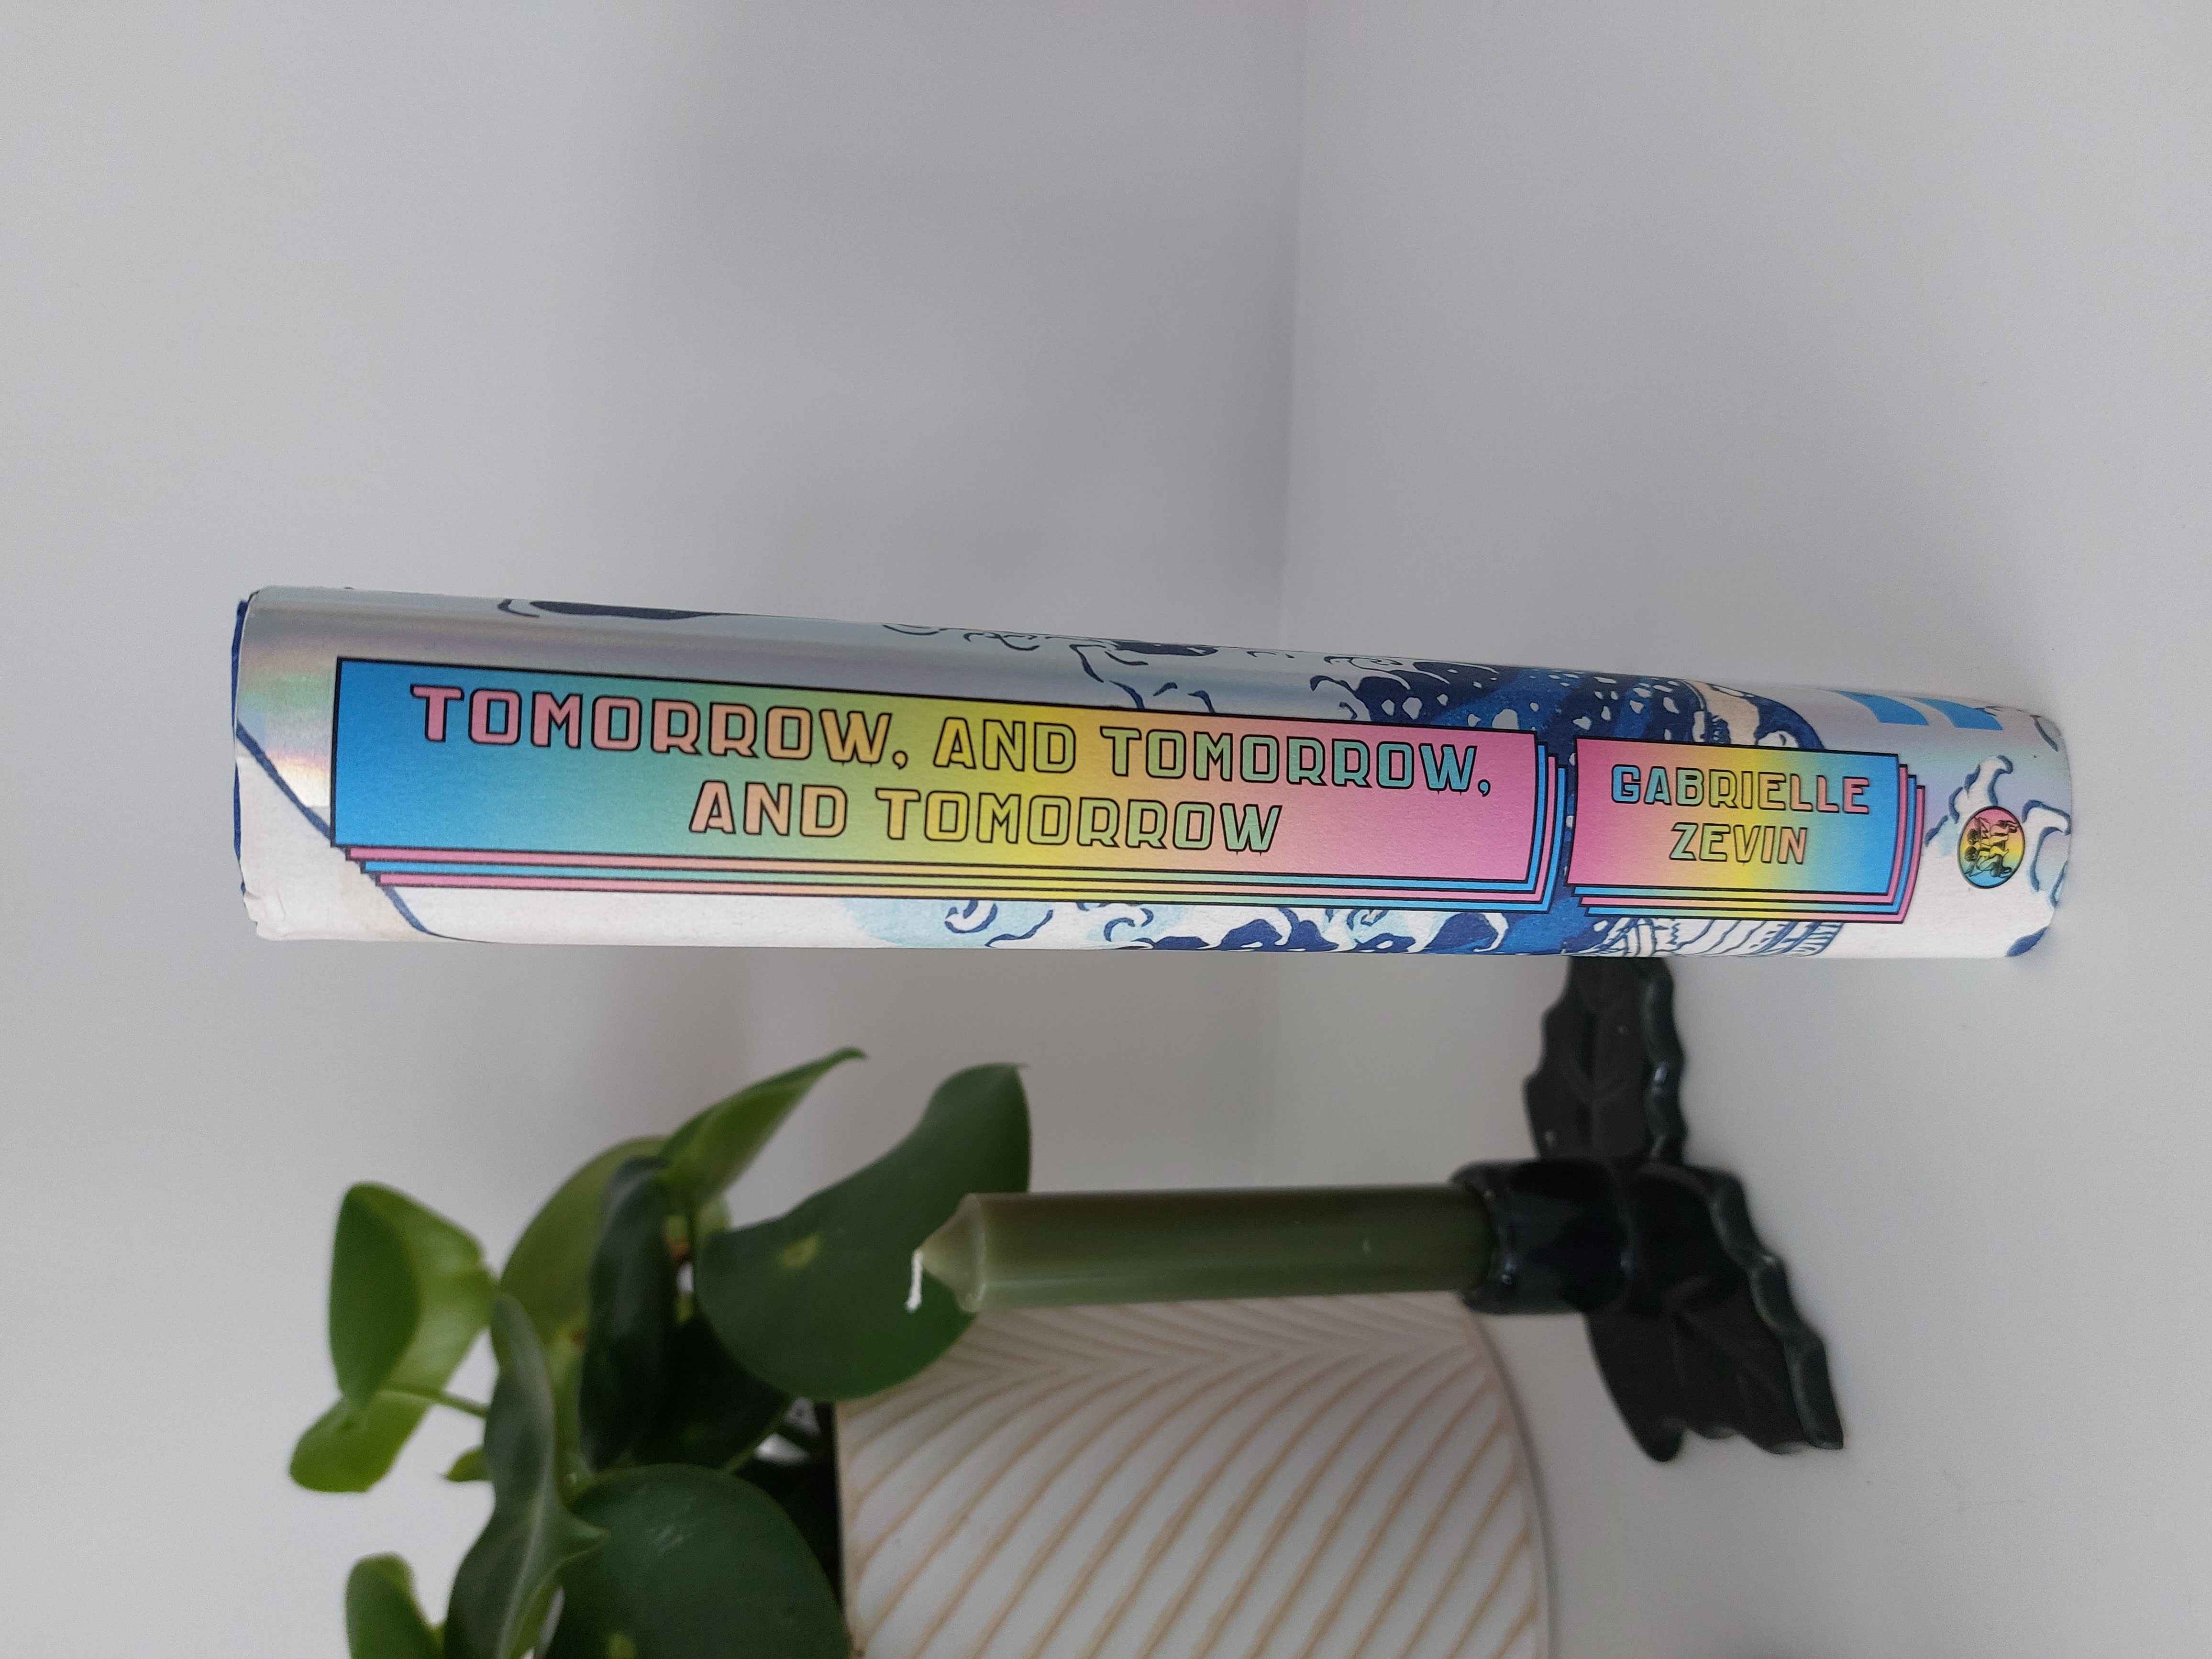 TOMORROW, AND TOMORROW,
AND TOMORROW
GABRIELLE
ZEVIN